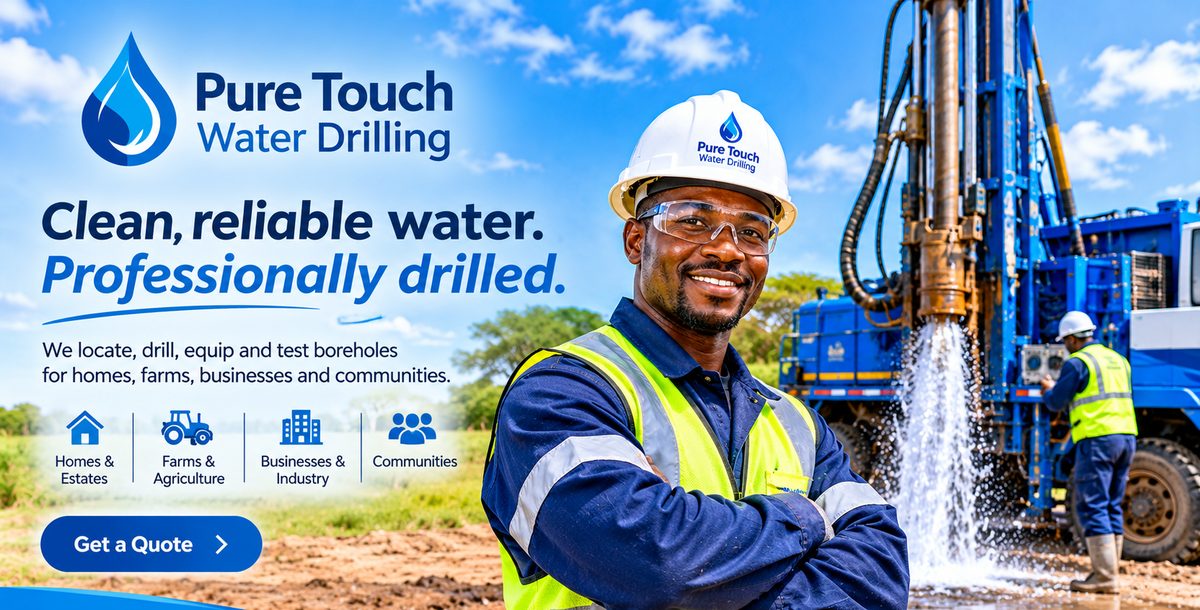 Pure Touch
Water Drilling
Clean, reliable water.
Professionally drilled.
We locate, drill, equip and test boreholes
for homes, farms, businesses and communities.
Homes &
Estates
Farms &
Agriculture
Businesses &
Industry
Communities
Get a Quote
Pure Touch
Water Drilling